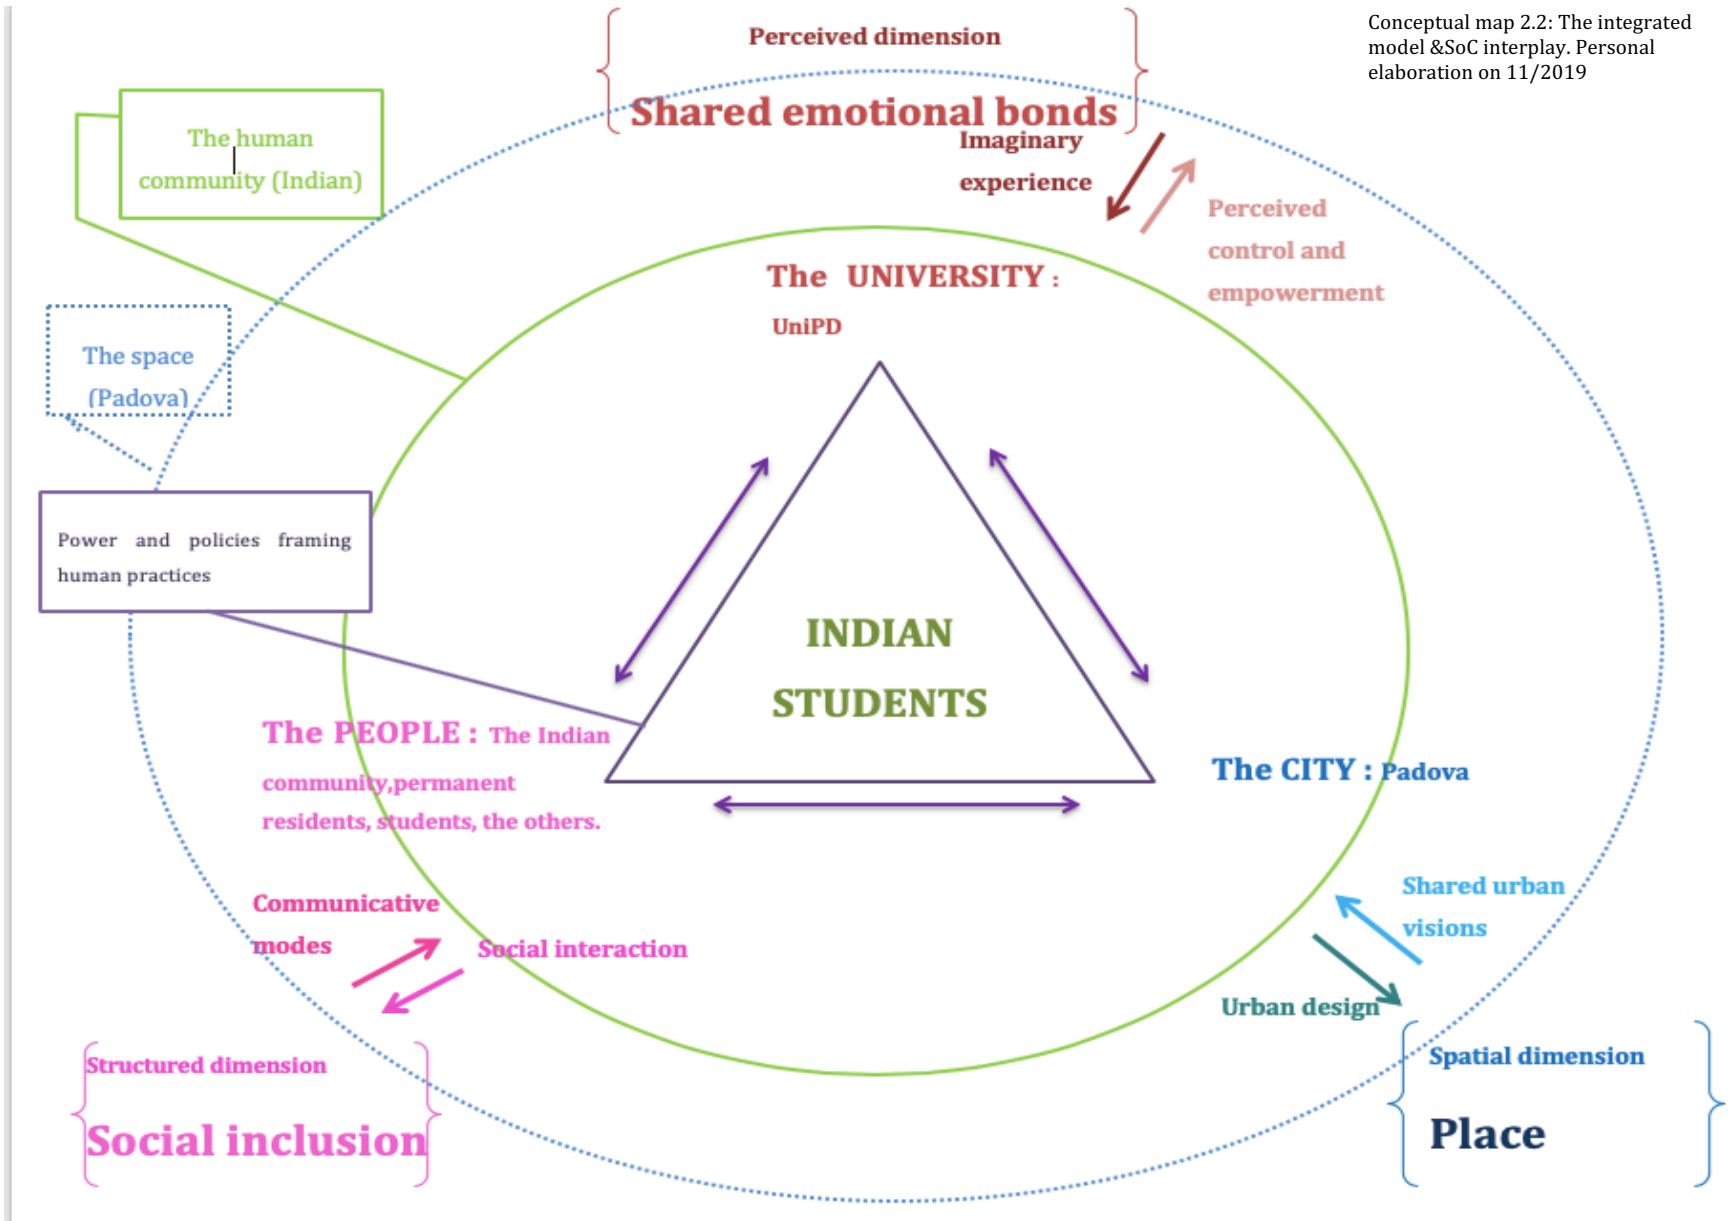 Conceptual map 2.2: The integrated
model &SoC interplay. Personal
elaboration on 11/2019
Perceived dimension
Shared emotional bonds
Imaginary
experience
Perceived
control and
empowerment
The human
community (Indian)
The UNIVERSITY :
UniPD
The space
(Padova)
Power and policies framing
human practices
INDIAN
STUDENTS
The PEOPLE : The Indian
community,permanent
residents, students, the others.
The CITY : Padova
Communicative
modes
Social interaction
Shared urban
visions
Urban design
Structured dimension
Social inclusion
Spatial dimension
Place